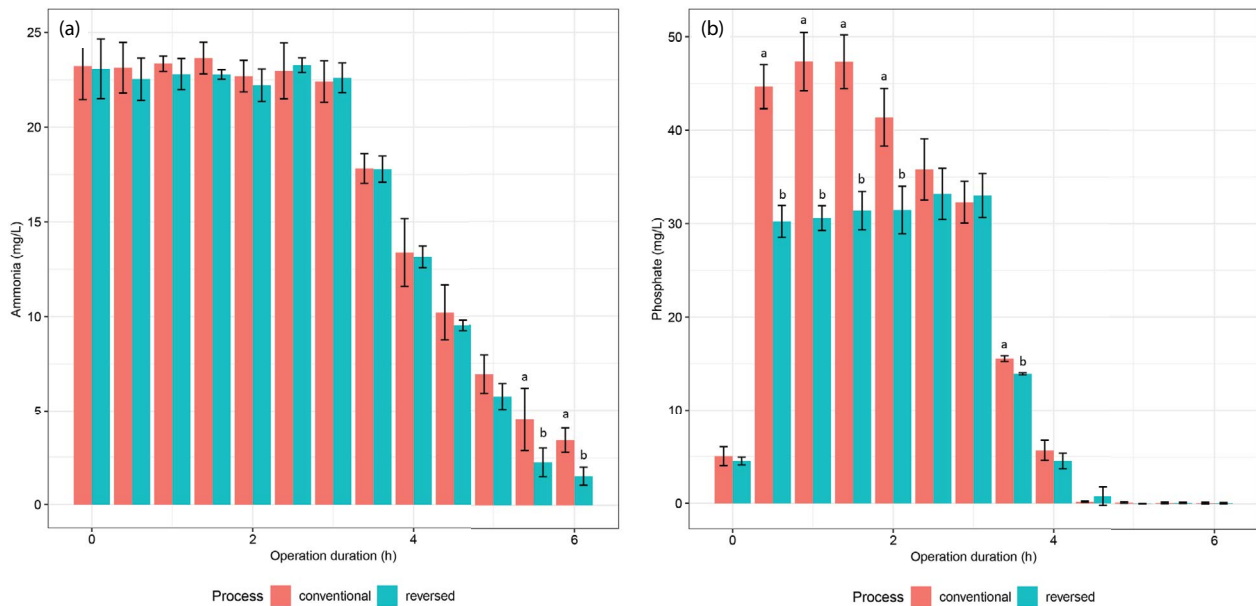 (a)
Ammonia (mg/L)
25
20
15
10
5
0
a
b
a
b
0
2
4
6
Operation duration (h)
Process conventional reversed
(b)
Phosphate (mg/L)
50
40
30
20
10
0
a
b
a
b
a
b
a
b
a
b
0
2
4
6
Operation duration (h)
Process conventional reversed